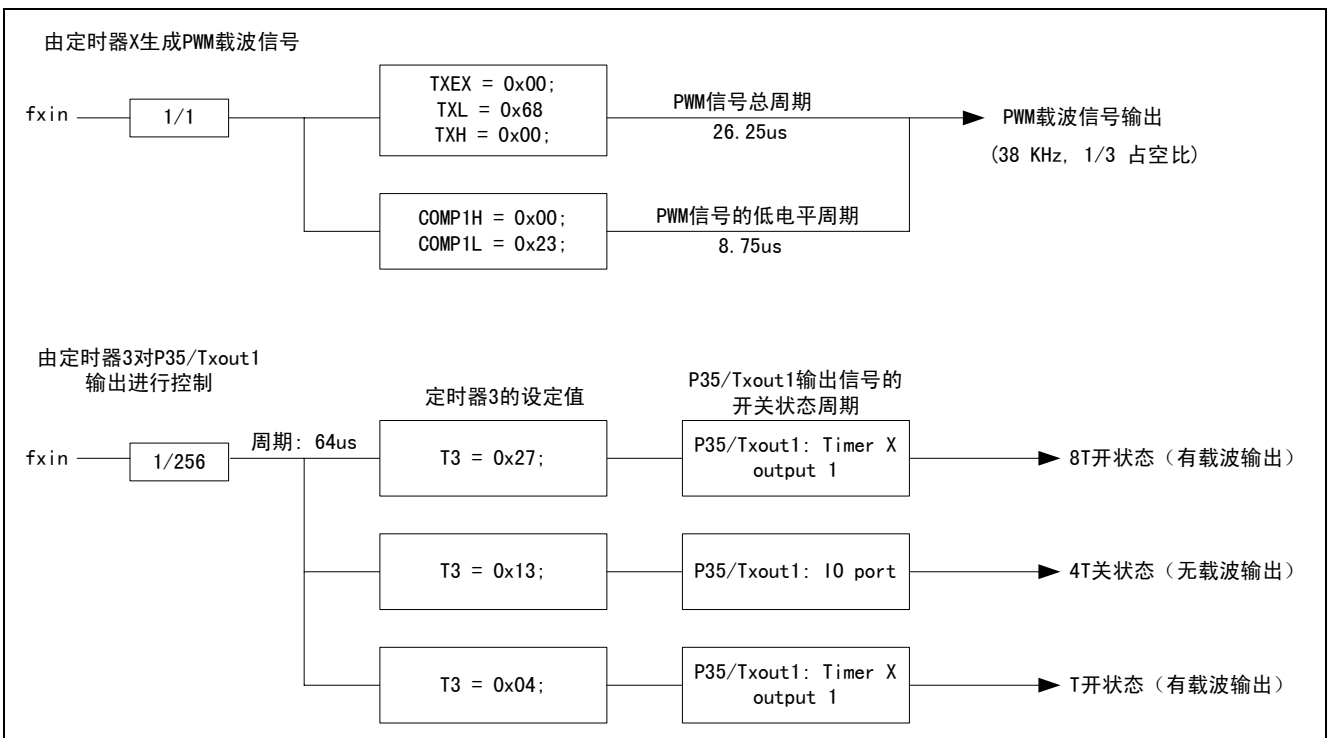 由定时器X生成PWM载波信号
fxin
1/1
TXEX = 0x00;
TXL = 0x68
TXH = 0x00;
PWM信号总周期
26.25us
PWM载波信号输出
(38 KHz, 1/3 占空比)
COMP1H = 0x00;
COMP1L = 0x23;
PWM信号的低电平周期
8.75us
由定时器3对P35/Txout1
输出进行控制
定时器3的设定值
P35/Txout1输出信号的
开关状态周期
fxin
1/256
周期: 64us
T3 = 0x27;
P35/Txout1: Timer X
output 1
8T开状态（有载波输出）
T3 = 0x13;
P35/Txout1: IO port
4T关状态（无载波输出）
T3 = 0x04;
P35/Txout1: Timer X
output 1
T开状态（有载波输出）